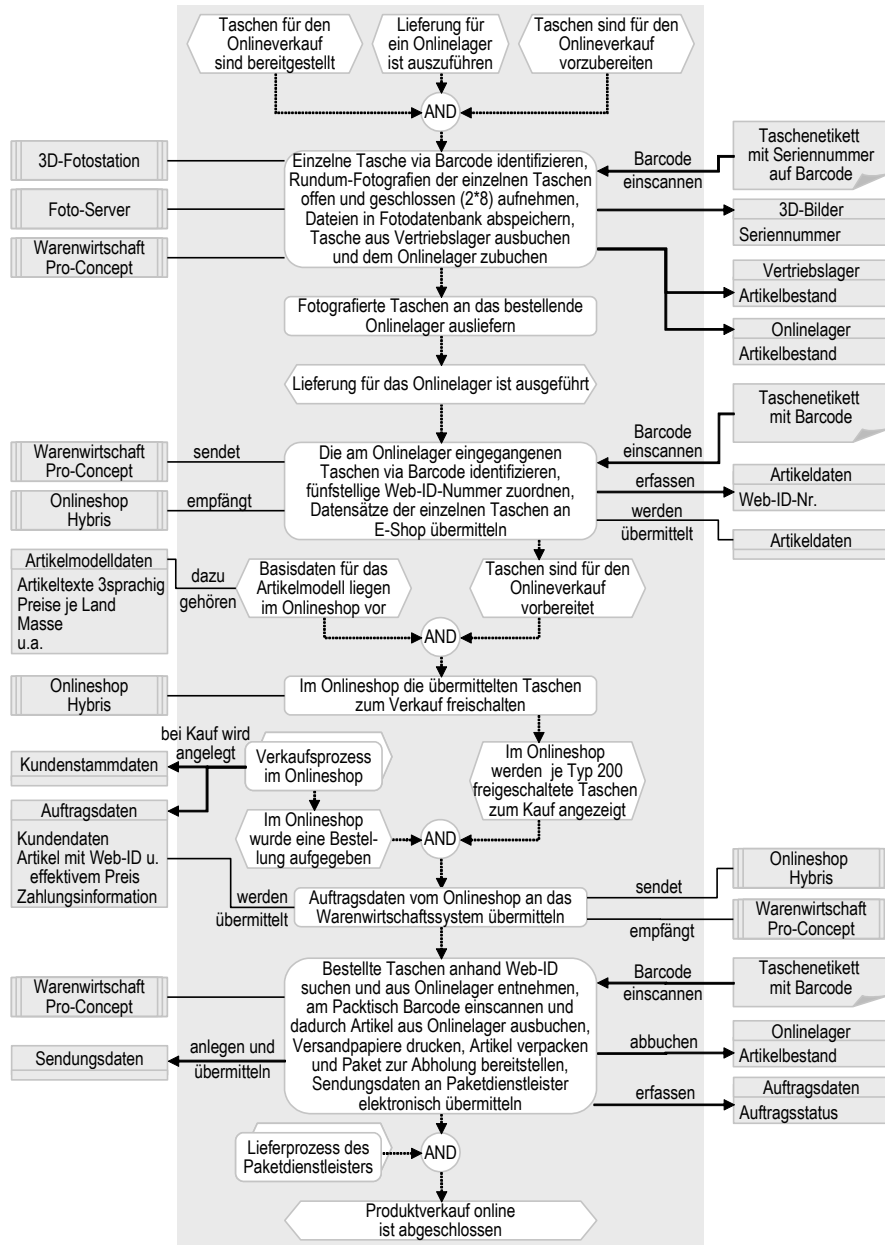 Taschen für den
Onlineverkauf
sind bereitgestellt
Lieferung für
ein Onlinelager
ist auszuführen
Taschen sind für den
Onlineverkauf
vorzubereiten
AND
3D-Fotostation
Foto-Server
Warenwirtschaft
Pro-Concept
Einzelne Tasche via Barcode identifizieren,
Rundum-Fotografien der einzelnen Taschen
offen und geschlossen (2*8) aufnehmen,
Dateien in Fotodatenbank abspeichern,
Tasche aus Vertriebslager ausbuchen
und dem Onlinelager zubuchen
Barcode
einscannen
Taschenetikett
mit Seriennummer
auf Barcode
3D-Bilder
Seriennummer
Vertriebslager
Artikelbestand
Onlinelager
Artikelbestand
Fotografierte Taschen an das bestellende
Onlinelager ausliefern
Lieferung für das Onlinelager ist ausgeführt
Warenwirtschaft
Pro-Concept
sendet
Onlineshop
Hybris
empfängt
Die am Onlinelager eingegangenen
Taschen via Barcode identifizieren,
fünfstellige Web-ID-Nummer zuordnen,
Datensätze der einzelnen Taschen an
E-Shop übermitteln
Barcode
einscannen
Taschenetikett
mit Barcode
erfassen
Artikeldaten
Web-ID-Nr.
werden
übermittelt
Artikeldaten
Artikelmodelldaten
Artikeltexte 3sprachig
Preise je Land
Masse
u.a.
dazu
gehören
Basisdaten für das
Artikelmodell liegen
im Onlineshop vor
Taschen sind für den
Onlineverkauf
vorbereitet
AND
Onlineshop
Hybris
Im Onlineshop die übermittelten Taschen
zum Verkauf freischalten
bei Kauf wird
angelegt
Kundenstammdaten
Verkaufsprozess
im Onlineshop
Im Onlineshop
werden je Typ 200
freigeschaltete Taschen
zum Kauf angezeigt
Auftragsdaten
Kundendaten
Artikel mit Web-ID u.
effektivem Preis
Zahlungsinformation
Im Onlineshop
wurde eine Bestel-
lung aufgegeben
AND
werden
übermittelt
Auftragsdaten vom Onlineshop an das
Warenwirtschaftssystem übermitteln
sendet
Onlineshop
Hybris
empfängt
Warenwirtschaft
Pro-Concept
Warenwirtschaft
Pro-Concept
Sendungsdaten
anlegen und
übermitteln
Bestellte Taschen anhand Web-ID
suchen und aus Onlinelager entnehmen,
am Packtisch Barcode einscannen und
dadurch Artikel aus Onlinelager ausbuchen,
Versandpapiere drucken, Artikel verpacken
und Paket zur Abholung bereitstellen,
Sendungsdaten an Paketdienstleister
elektronisch übermitteln
Barcode
einscannen
Taschenetikett
mit Barcode
abbuchen
Onlinelager
Artikelbestand
erfassen
Auftragsdaten
Auftragsstatus
Lieferprozess des
Paketdienstleisters
AND
Produktverkauf online
ist abgeschlossen